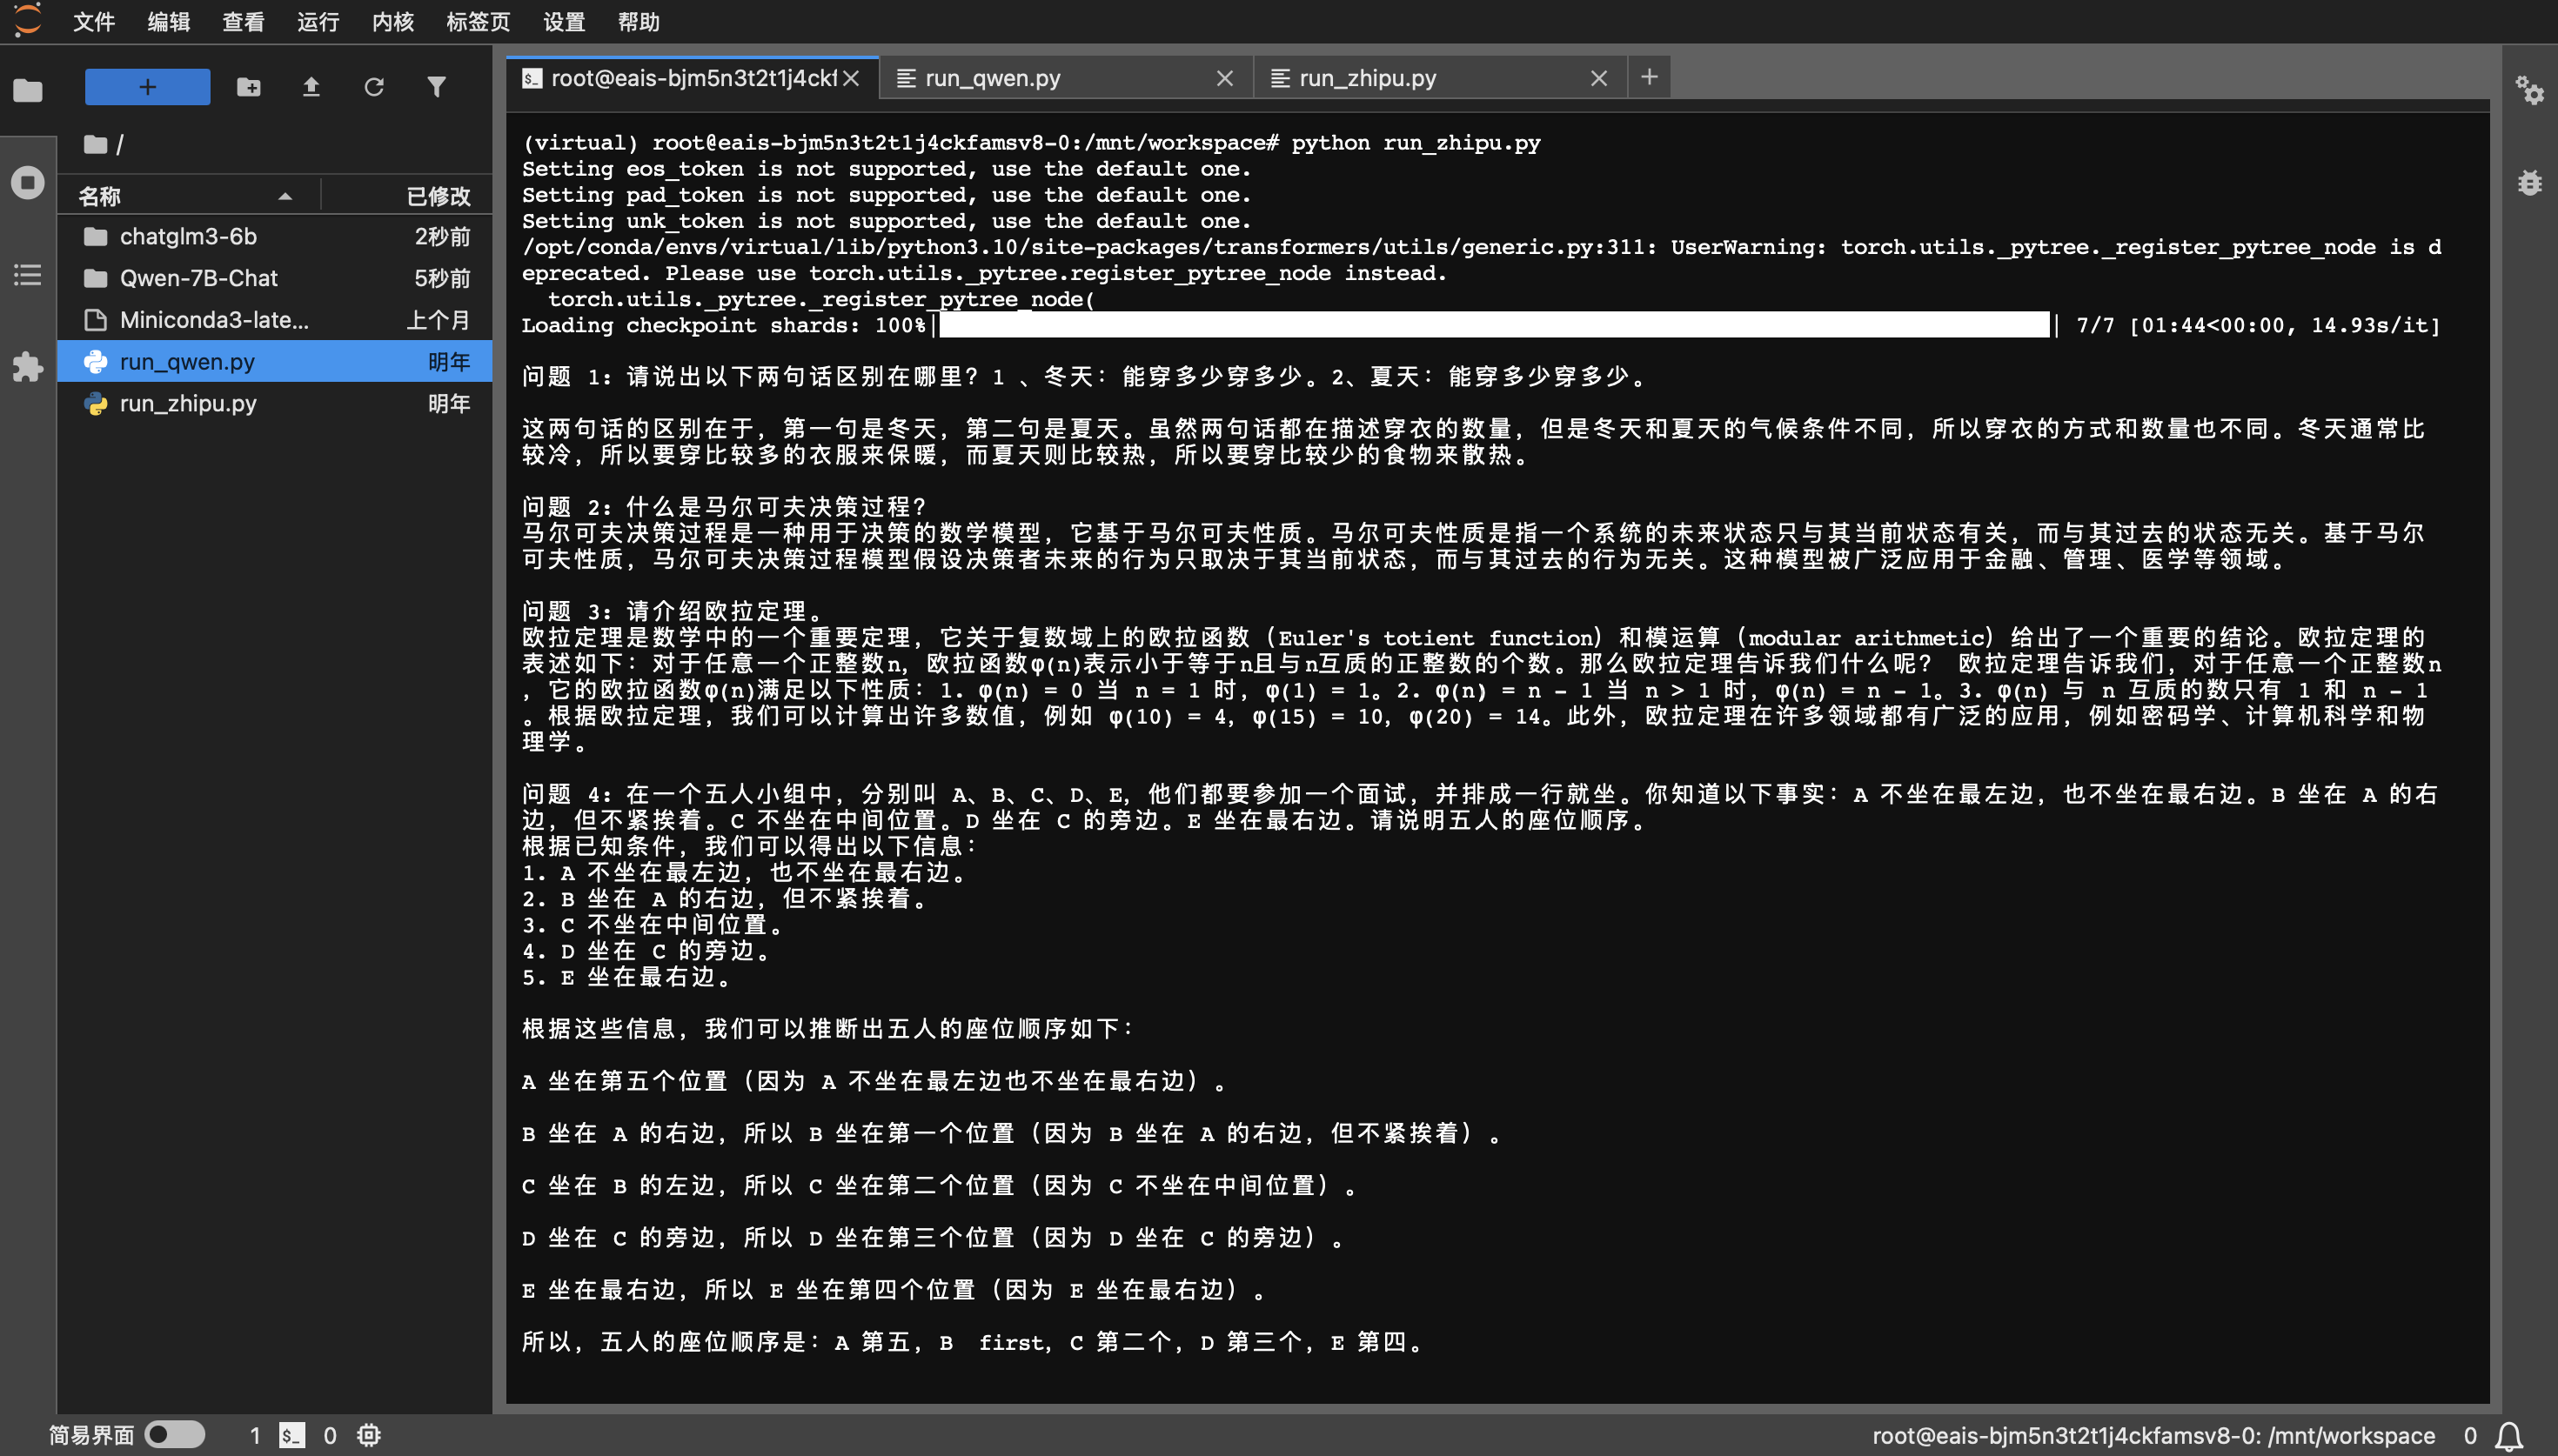 文件 编辑 查看 运行 内核 标签页 设置 帮助
+
root@eais-bjm5n3t2t1j4ckf
run_qwen.py
run_zhipu.py
/
名称 已修改
chatglm3-6b 2秒前
Qwen-7B-Chat 5秒前
Miniconda3-late... 上个月
run_qwen.py 明年
run_zhipu.py 明年
(virtual) root@eais-bjm5n3t2t1j4ckfamsv8-0:/mnt/workspace# python run_zhipu.py
Setting eos_token is not supported, use the default one.
Setting pad_token is not supported, use the default one.
Setting unk_token is not supported, use the default one.
/opt/conda/envs/virtual/lib/python3.10/site-packages/transformers/utils/generic.py:311: UserWarning: torch.utils._pytree._register_pytree_node is d
eprecated. Please use torch.utils._pytree.register_pytree_node instead.
torch.utils._pytree._register_pytree_node(
Loading checkpoint shards: 100%| | 7/7 [01:44<00:00, 14.93s/it]
问题 1：请说出以下两句话区别在哪里？1 、冬天：能穿多少穿多少。2、夏天：能穿多少穿多少。
这两句话的区别在于，第一句是冬天，第二句是夏天。虽然两句话都在描述穿衣的数量，但是冬天和夏天的气候条件不同，所以穿衣的方式和数量也不同。冬天通常比
较冷，所以要穿比较多的衣服来保暖，而夏天则比较热，所以要穿比较少的食物来散热。
问题 2：什么是马尔可夫决策过程？
马尔可夫决策过程是一种用于决策的数学模型，它基于马尔可夫性质。马尔可夫性质是指一个系统的未来状态只与其当前状态有关，而与其过去的状态无关。基于马尔
可夫性质，马尔可夫决策过程模型假设决策者未来的行为只取决于其当前状态，而与其过去的行为无关。这种模型被广泛应用于金融、管理、医学等领域。
问题 3：请介绍欧拉定理。
欧拉定理是数学中的一个重要定理，它关于复数域上的欧拉函数（Euler's totient function）和模运算（modular arithmetic）给出了一个重要的结论。欧拉定理的
表述如下：对于任意一个正整数n，欧拉函数φ(n)表示小于等于n且与n互质的正整数的个数。那么欧拉定理告诉我们什么呢？ 欧拉定理告诉我们，对于任意一个正整数n
，它的欧拉函数φ(n)满足以下性质：1. φ(n) = 0 当 n = 1 时，φ(1) = 1。2. φ(n) = n - 1 当 n > 1 时，φ(n) = n - 1。3. φ(n) 与 n 互质的数只有 1 和 n - 1
。根据欧拉定理，我们可以计算出许多数值，例如 φ(10) = 4，φ(15) = 10，φ(20) = 14。此外，欧拉定理在许多领域都有广泛的应用，例如密码学、计算机科学和物
理学。
问题 4：在一个五人小组中，分别叫 A、B、C、D、E，他们都要参加一个面试，并排成一行就坐。你知道以下事实：A 不坐在最左边，也不坐在最右边。B 坐在 A 的右
边，但不紧挨着。C 不坐在中间位置。D 坐在 C 的旁边。E 坐在最右边。请说明五人的座位顺序。
根据已知条件，我们可以得出以下信息：
1. A 不坐在最左边，也不坐在最右边。
2. B 坐在 A 的右边，但不紧挨着。
3. C 不坐在中间位置。
4. D 坐在 C 的旁边。
5. E 坐在最右边。
根据这些信息，我们可以推断出五人的座位顺序如下：
A 坐在第五个位置（因为 A 不坐在最左边也不坐在最右边）。
B 坐在 A 的右边，所以 B 坐在第一个位置（因为 B 坐在 A 的右边，但不紧挨着）。
C 坐在 B 的左边，所以 C 坐在第二个位置（因为 C 不坐在中间位置）。
D 坐在 C 的旁边，所以 D 坐在第三个位置（因为 D 坐在 C 的旁边）。
E 坐在最右边，所以 E 坐在第四个位置（因为 E 坐在最右边）。
所以，五人的座位顺序是：A 第五，B first，C 第二个，D 第三个，E 第四。
简易界面 1 $_ 0 root@eais-bjm5n3t2t1j4ckfamsv8-0: /mnt/workspace 0